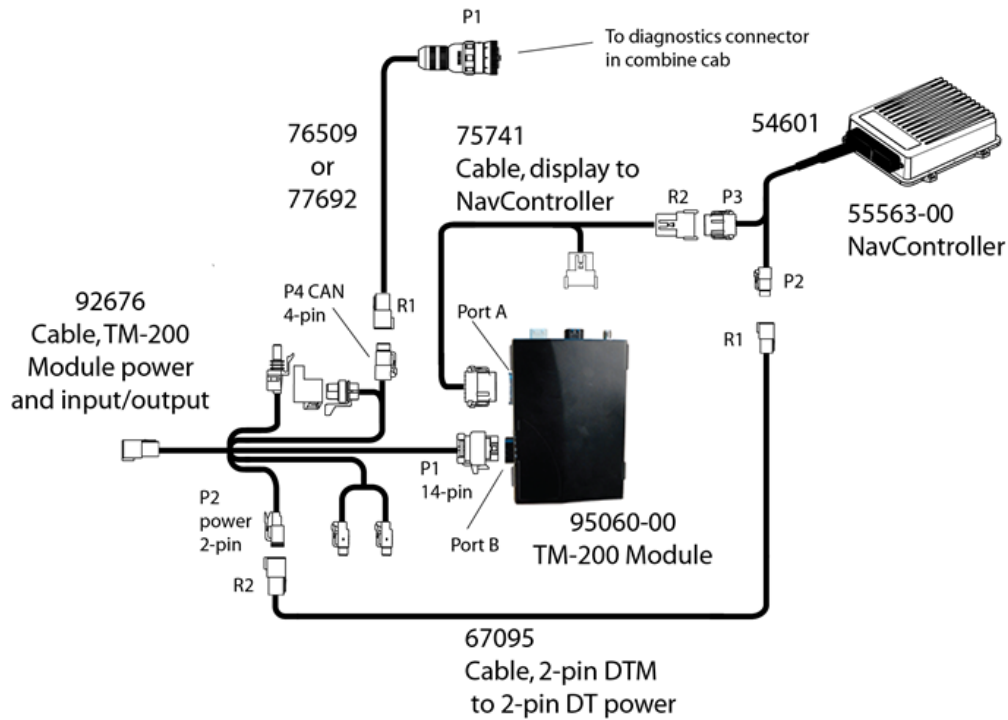 P1
To diagnostics connector
in combine cab
76509
or
77692
75741
Cable, display to
NavController
54601
R2
P3
55563-00
NavController
P2
R1
P4 CAN
4-pin
R1
Port A
92676
Cable, TM-200
Module power
and input/output
P1
14-pin
Port B
P2
power
2-pin
R2
95060-00
TM-200 Module
67095
Cable, 2-pin DTM
to 2-pin DT power